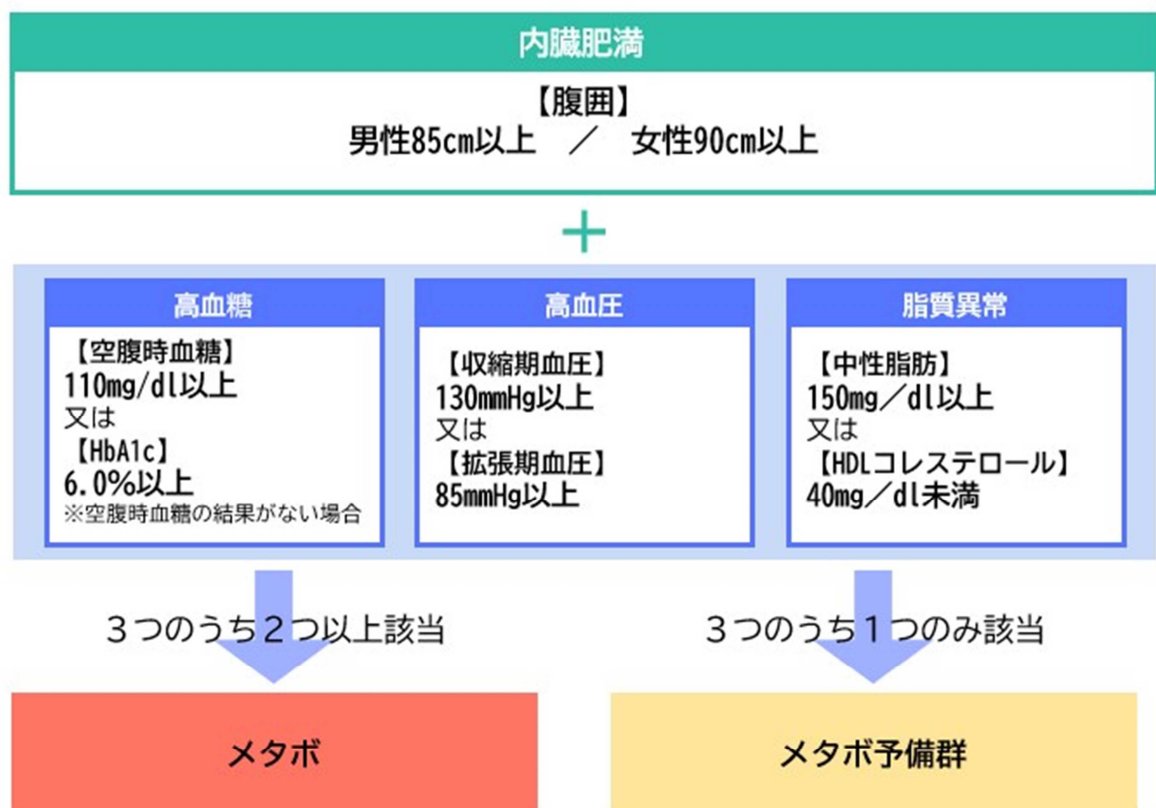 内臓肥満
【腹囲】
男性85cm以上 ／ 女性90cm以上
＋
高血糖
【空腹時血糖】
110mg/dl以上
又は
【HbA1c】
6.0%以上
※空腹時血糖の結果がない場合
高血圧
【収縮期血圧】
130mmHg以上
又は
【拡張期血圧】
85mmHg以上
脂質異常
【中性脂肪】
150mg／dl以上
又は
【HDLコレステロール】
40mg／dl未満
３つのうち２つ以上該当
３つのうち１つのみ該当
メタボ
メタボ予備群